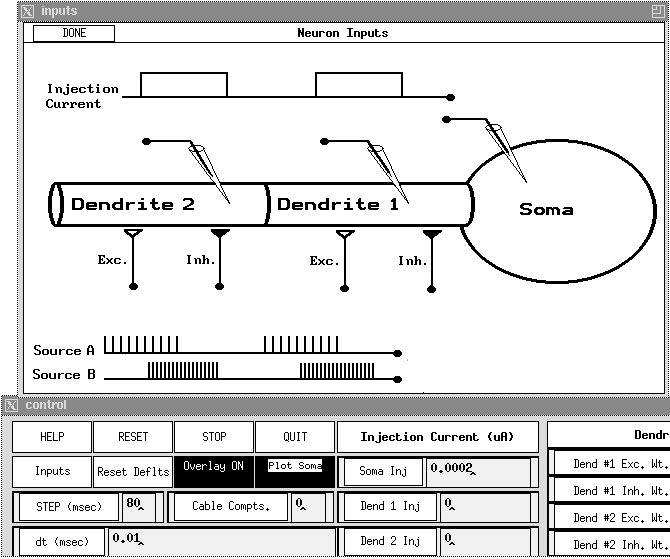 inputs
DONE
Neuron Inputs
Injection
Current
Dendrite 2
Dendrite 1
Soma
Exc.
Inh.
Exc.
Inh.
Source A
Source B
control
HELP
RESET
STOP
QUIT
Injection Current (uA)
Dendr
Inputs
Reset Deflts
Overlay ON
Plot Soma
Soma Inj
0.0002
Dend #1 Exc. Wt.
STEP (msec)
80
Cable Compts.
0
Dend 1 Inj
0
Dend #1 Inh. Wt.
Dend #2 Exc. Wt.
dt (msec)
0.01
Dend 2 Inj
0
Dend #2 Inh. Wt.